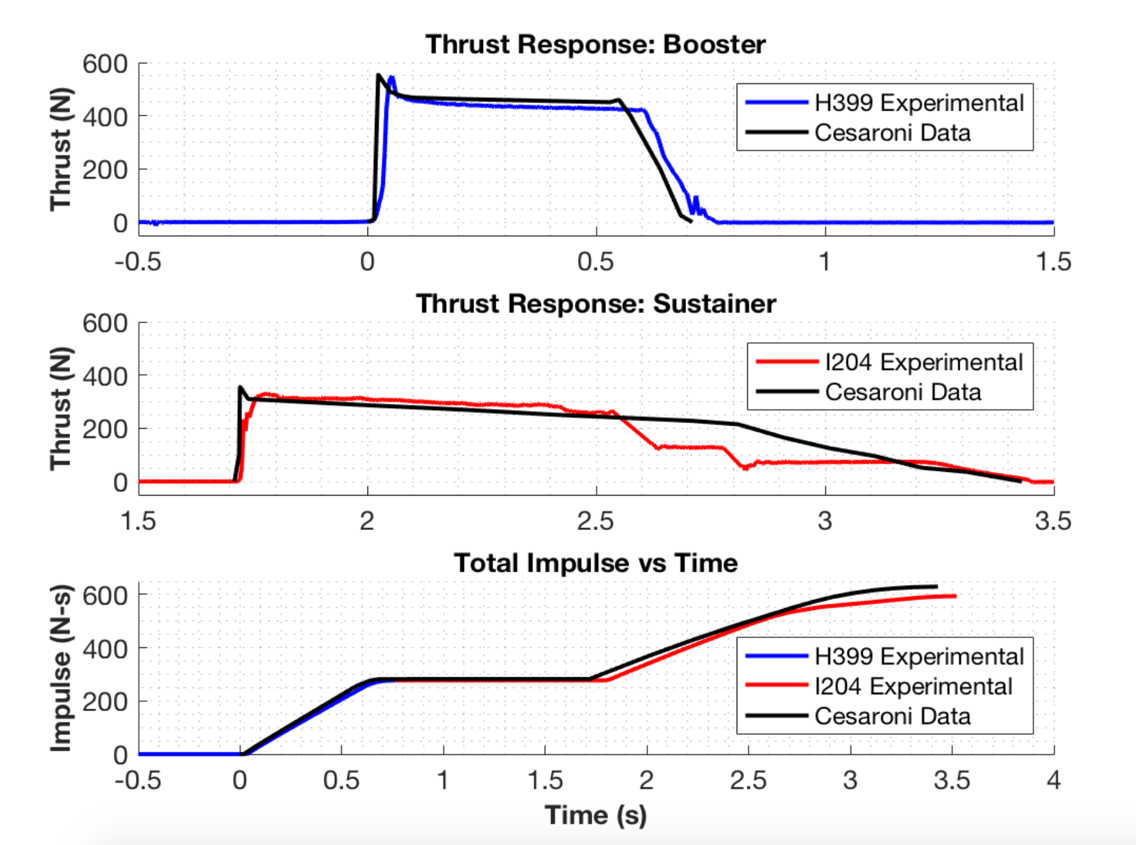 Thrust Response: Booster
Thrust (N)
600
400
200
0
H399 Experimental
Cesaroni Data
-0.5 0 0.5 1 1.5
Thrust Response: Sustainer
Thrust (N)
600
400
200
0
I204 Experimental
Cesaroni Data
1.5 2 2.5 3 3.5
Total Impulse vs Time
Impulse (N-s)
600
400
200
0
H399 Experimental
I204 Experimental
Cesaroni Data
-0.5 0 0.5 1 1.5 2 2.5 3 3.5 4
Time (s)